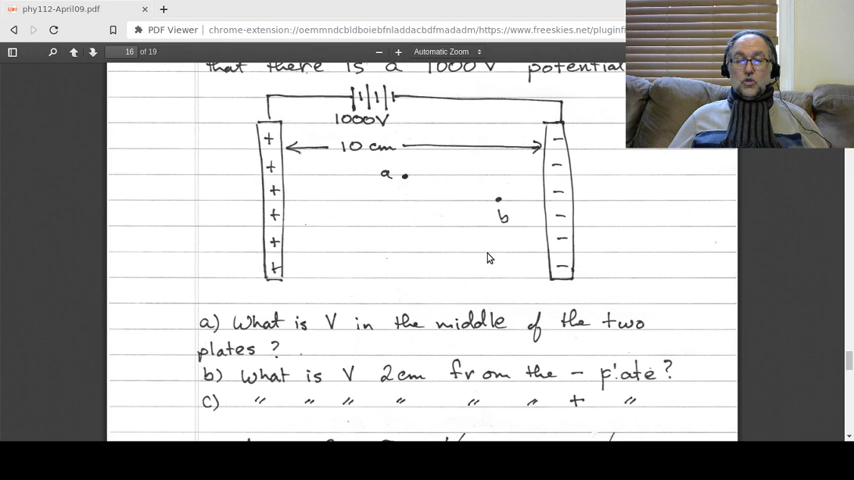 phy112-April09.pdf
PDF Viewer
chrome-extension://oemmndcbldboiebfnladdacbdfmadadm/https://www.freeskies.net/pluginfi
16 of 19
Automatic Zoom
that there is a 1000 V potential
1000V
10 cm
a
b
+ -
+ -
+ -
+ -
+ -
+ -
a) What is V in the middle of the two
plates ?
b) What is V 2cm from the - plate ?
c) " " " " " " + "